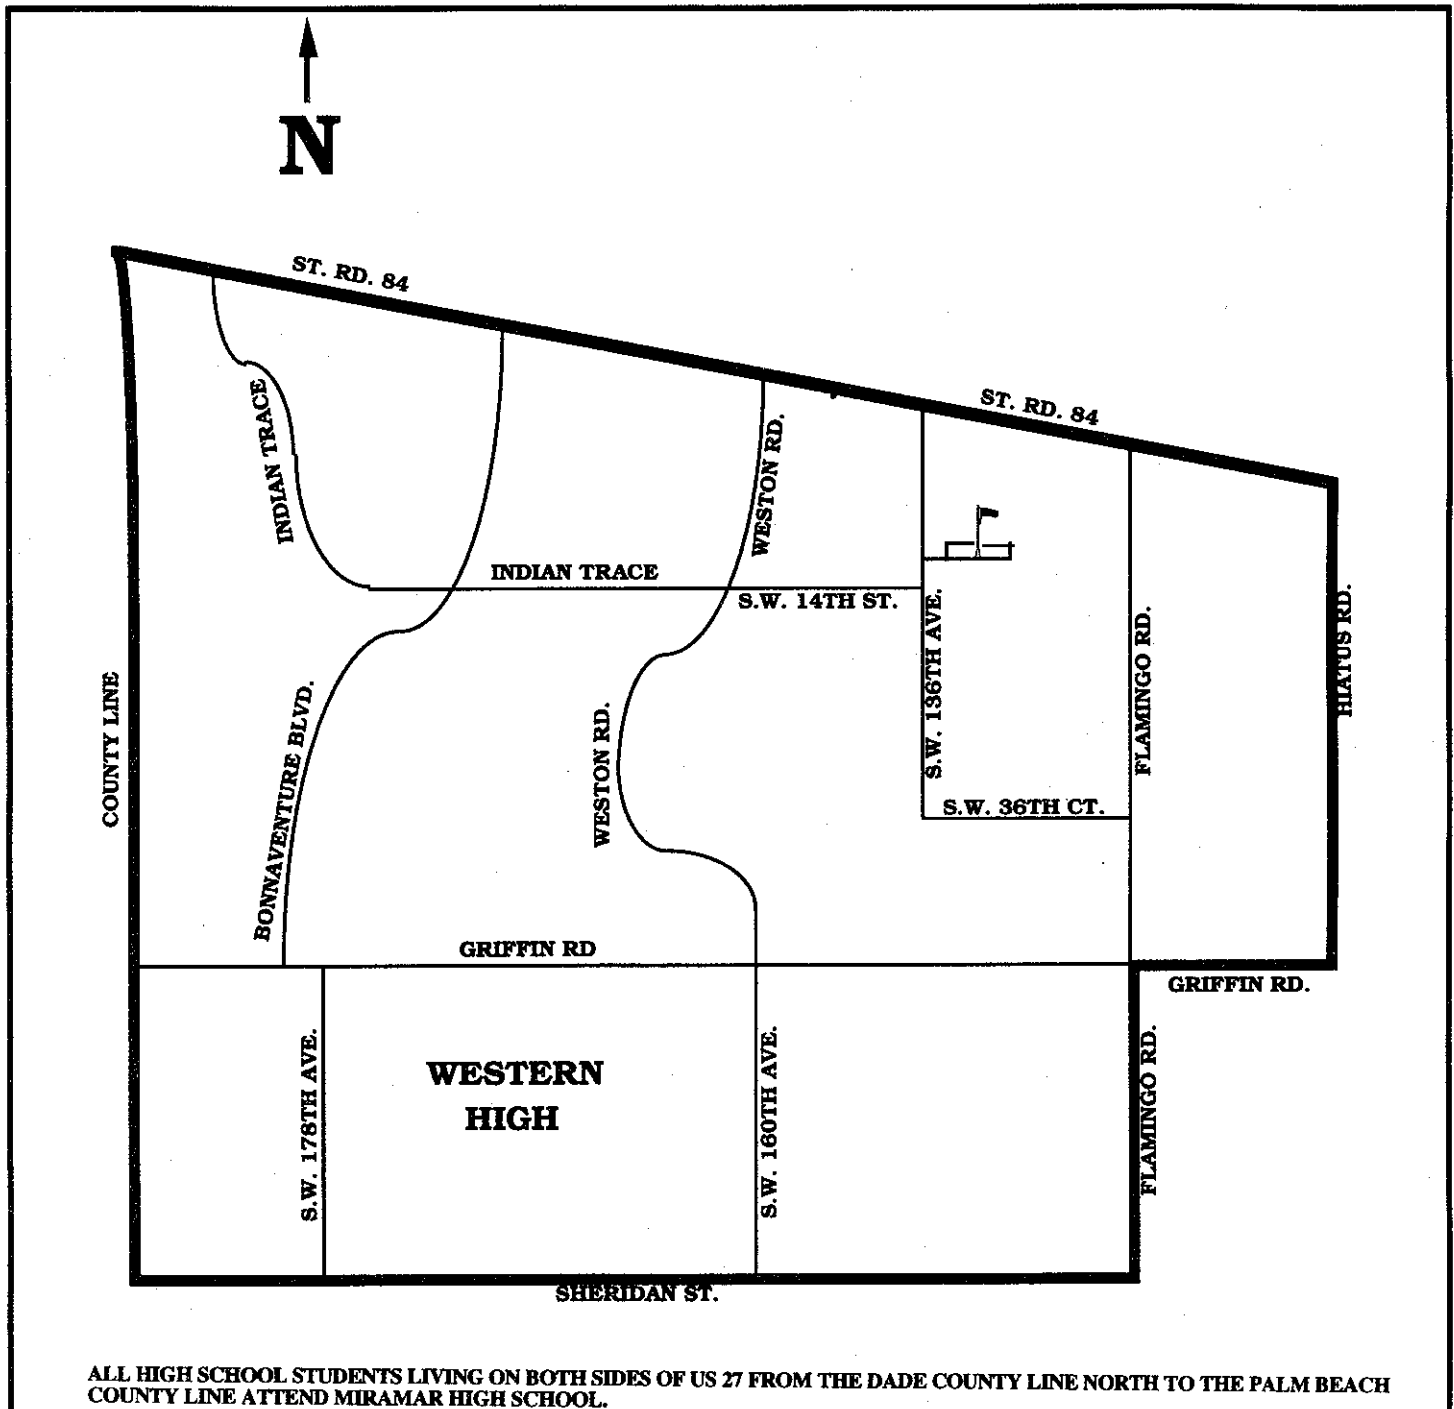 N
ST. RD. 84
ST. RD. 84
INDIAN TRACE
WESTON RD.
INDIAN TRACE
S.W. 14TH ST.
HIATUS RD.
S.W. 136TH AVE.
FLAMINGO RD.
COUNTY LINE
BONNAVENTURE BLVD.
WESTON RD.
S.W. 36TH CT.
GRIFFIN RD
GRIFFIN RD.
S.W. 178TH AVE.
WESTERN
HIGH
S.W. 160TH AVE.
FLAMINGO RD.
SHERIDAN ST.
ALL HIGH SCHOOL STUDENTS LIVING ON BOTH SIDES OF US 27 FROM THE DADE COUNTY LINE NORTH TO THE PALM BEACH
COUNTY LINE ATTEND MIRAMAR HIGH SCHOOL.